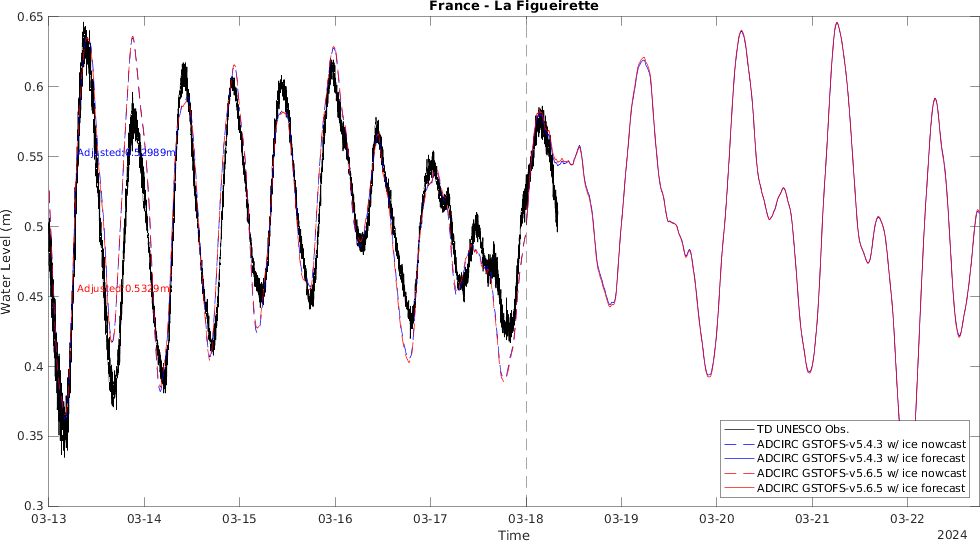 France - La Figueirette
0.65
0.6
0.55
0.5
0.45
0.4
0.35
0.3
Water Level (m)
Adjusted:0.52989m
Adjusted:0.5329m
TD UNESCO Obs.
ADCIRC GSTOFS-v5.4.3 w/ ice nowcast
ADCIRC GSTOFS-v5.4.3 w/ ice forecast
ADCIRC GSTOFS-v5.6.5 w/ ice nowcast
ADCIRC GSTOFS-v5.6.5 w/ ice forecast
03-13 03-14 03-15 03-16 03-17 03-18 03-19 03-20 03-21 03-22
Time
2024